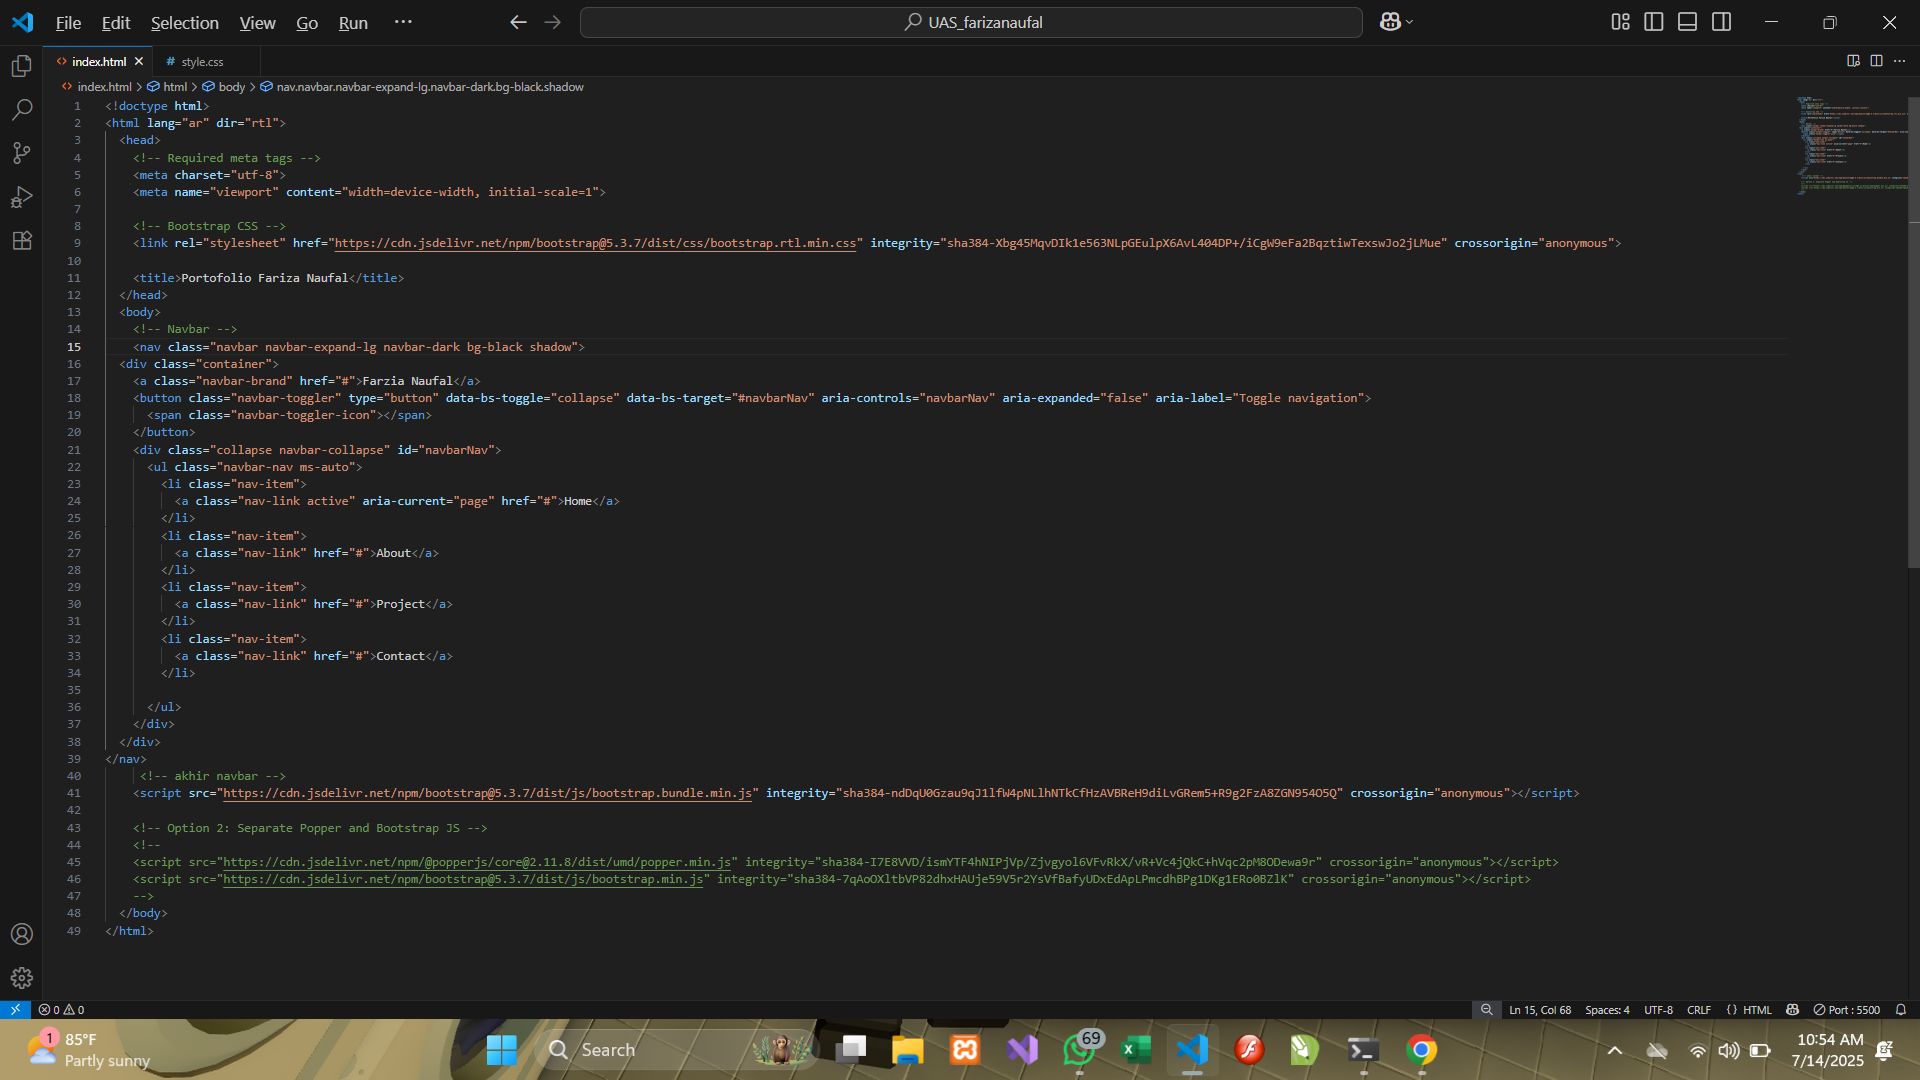 File Edit Selection View Go Run ···
UAS_farizanaufal
index.html
# style.css
index.html > html > body > nav.navbar.navbar-expand-lg.navbar-dark.bg-black.shadow
1 <!doctype html>
2 <html lang="ar" dir="rtl">
3 <head>
4 <!-- Required meta tags -->
5 <meta charset="utf-8">
6 <meta name="viewport" content="width=device-width, initial-scale=1">
7
8 <!-- Bootstrap CSS -->
9 <link rel="stylesheet" href="https://cdn.jsdelivr.net/npm/bootstrap@5.3.7/dist/css/bootstrap.rtl.min.css" integrity="sha384-Xbg45MqvDIk1e563NLpGEulpX6AvL404DP+/iCgW9eFa2BqztiwTexswJo2jLMue" crossorigin="anonymous">
10
11 <title>Portofolio Fariza Naufal</title>
12 </head>
13 <body>
14 <!-- Navbar -->
15 <nav class="navbar navbar-expand-lg navbar-dark bg-black shadow">
16 <div class="container">
17 <a class="navbar-brand" href="#">Farzia Naufal</a>
18 <button class="navbar-toggler" type="button" data-bs-toggle="collapse" data-bs-target="#navbarNav" aria-controls="navbarNav" aria-expanded="false" aria-label="Toggle navigation">
19 <span class="navbar-toggler-icon"></span>
20 </button>
21 <div class="collapse navbar-collapse" id="navbarNav">
22 <ul class="navbar-nav ms-auto">
23 <li class="nav-item">
24 <a class="nav-link active" aria-current="page" href="#">Home</a>
25 </li>
26 <li class="nav-item">
27 <a class="nav-link" href="#">About</a>
28 </li>
29 <li class="nav-item">
30 <a class="nav-link" href="#">Project</a>
31 </li>
32 <li class="nav-item">
33 <a class="nav-link" href="#">Contact</a>
34 </li>
35
36 </ul>
37 </div>
38 </div>
39 </nav>
40 <!-- akhir navbar -->
41 <script src="https://cdn.jsdelivr.net/npm/bootstrap@5.3.7/dist/js/bootstrap.bundle.min.js" integrity="sha384-ndDqU0Gzau9qJ1lfW4pNLlhNTkCfHzAVBReH9diLvGRem5+R9g2FzA8ZGN954O5Q" crossorigin="anonymous"></script>
42
43 <!-- Option 2: Separate Popper and Bootstrap JS -->
44 <!--
45 <script src="https://cdn.jsdelivr.net/npm/@popperjs/core@2.11.8/dist/umd/popper.min.js" integrity="sha384-I7E8VVD/ismYTF4hNIPjVp/Zjvgyol6VFvRkX/vR+Vc4jQkC+hVqc2pM8ODewa9r" crossorigin="anonymous"></script>
46 <script src="https://cdn.jsdelivr.net/npm/bootstrap@5.3.7/dist/js/bootstrap.min.js" integrity="sha384-7qAoOXltbVP82dhxHAUje59V5r2YsVfBafyUDxEdApLPmcdhBPg1DKg1ERo0BZlK" crossorigin="anonymous"></script>
47 -->
48 </body>
49 </html>
0 0
Ln 15, Col 68 Spaces: 4 UTF-8 CRLF {} HTML Port : 5500
1
85°F
Partly sunny
Search
69
10:54 AM
7/14/2025